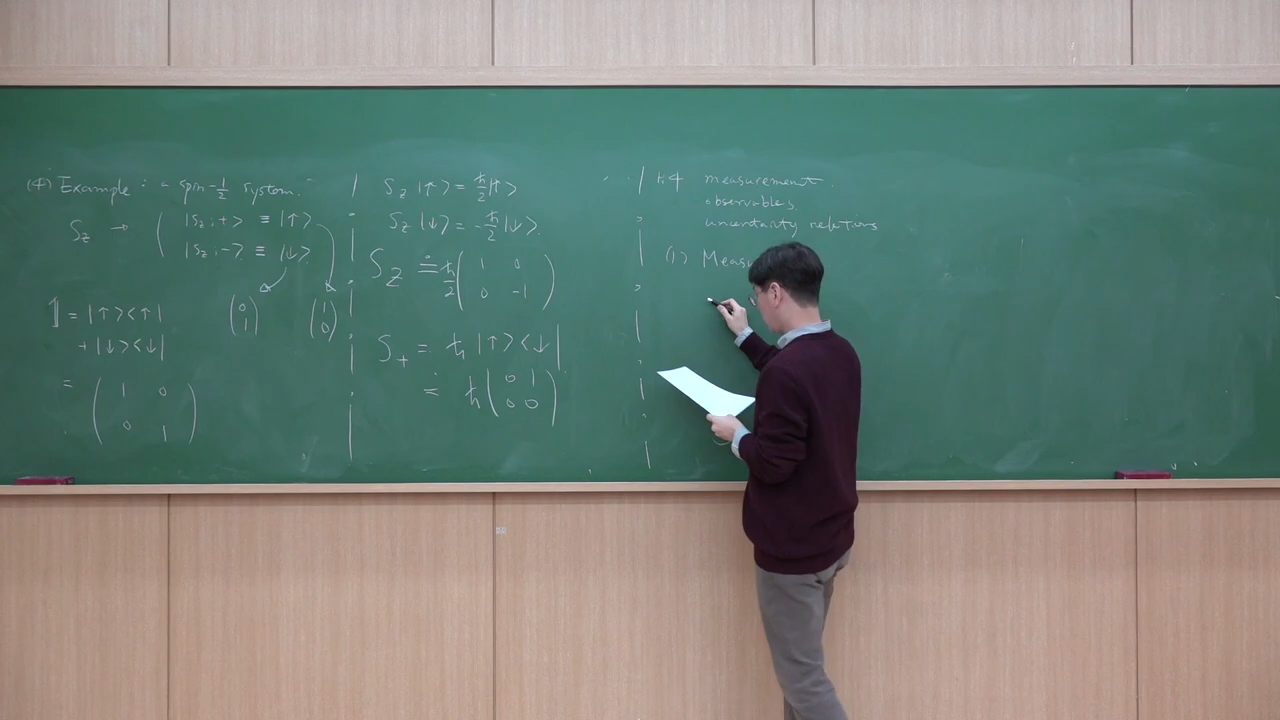 (4) Example : a spin-1/2 system.
S_z → ( |S_z;+> ≡ |↑>
|S_z;-> ≡ |↓>
𝟙 = |↑><↑|
+ |↓><↓|
(0 1) (1 0)
= ( 1 0
0 1 )
S_z |↑> = ħ/2 |↑>
S_z |↓> = -ħ/2 |↓>.
S_z ≐ ħ/2 ( 1 0
0 -1 )
S_+ = ħ |↑><↓|
≐ ħ ( 0 1
0 0 )
measurement.
observables
uncertainty relations
(1) Meas